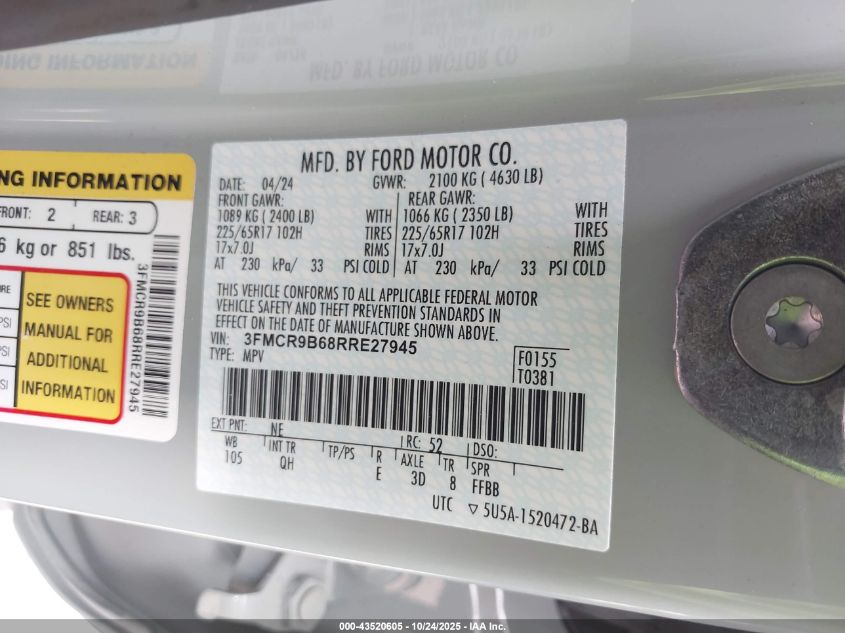 MFD. BY FORD MOTOR CO.
NG INFORMATION
FRONT: 2 REAR: 3
6 kg or 851 lbs.
SEE OWNERS
MANUAL FOR
ADDITIONAL
INFORMATION
3FMCR9B68RRE27945
MFD. BY FORD MOTOR CO.
DATE: 04/24 GVWR: 2100 KG ( 4630 LB)
FRONT GAWR: REAR GAWR:
1089 KG ( 2400 LB) WITH 1066 KG ( 2350 LB) WITH
225/65R17 102H TIRES 225/65R17 102H TIRES
17x7.0J RIMS 17x7.0J RIMS
AT 230 kPa/ 33 PSI COLD AT 230 kPa/ 33 PSI COLD
THIS VEHICLE CONFORMS TO ALL APPLICABLE FEDERAL MOTOR
VEHICLE SAFETY AND THEFT PREVENTION STANDARDS IN
EFFECT ON THE DATE OF MANUFACTURE SHOWN ABOVE.
VIN: 3FMCR9B68RRE27945
TYPE: MPV
F0155
T0381
EXT PNT: NE RC: 52 DSO:
WB INT TR TP/PS R AXLE TR SPR
105 QH E 3D 8 FFBB
UTC ▽ 5U5A-1520472-BA
000-43520605 - 10/24/2025 - IAA Inc.